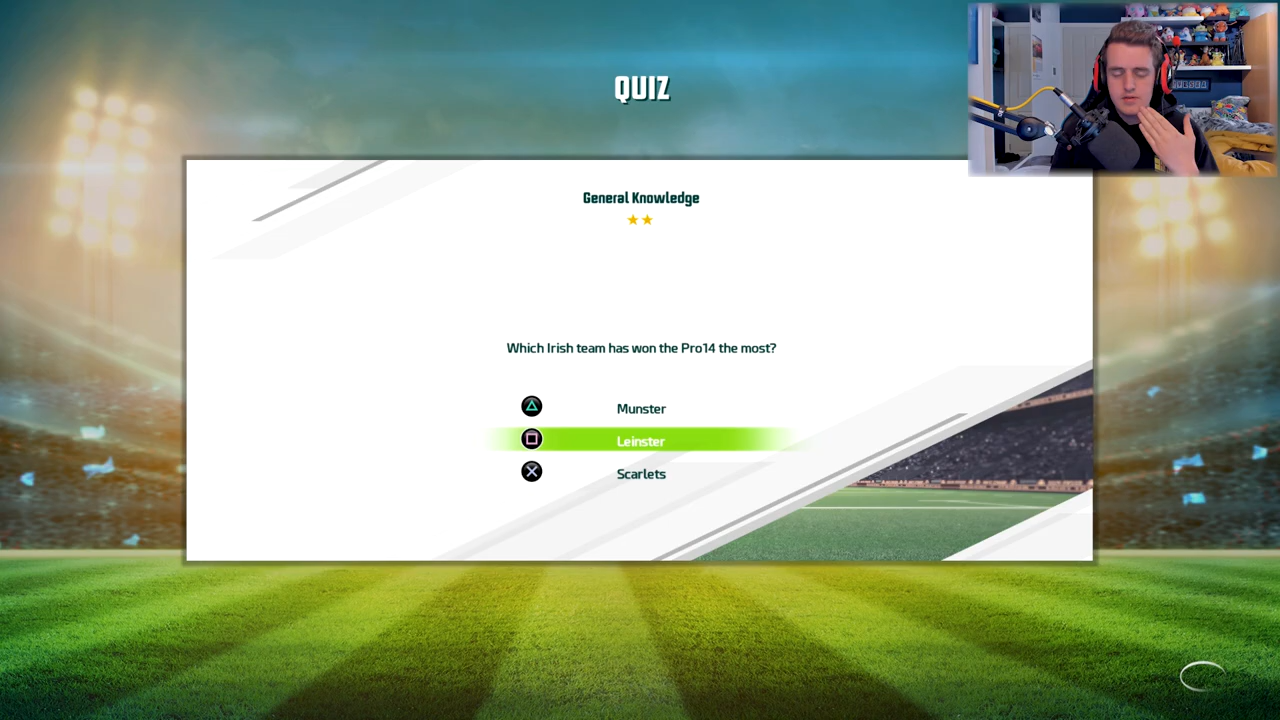 QUIZ
General Knowledge
Which Irish team has won the Pro14 the most?
Munster
Leinster
Scarlets